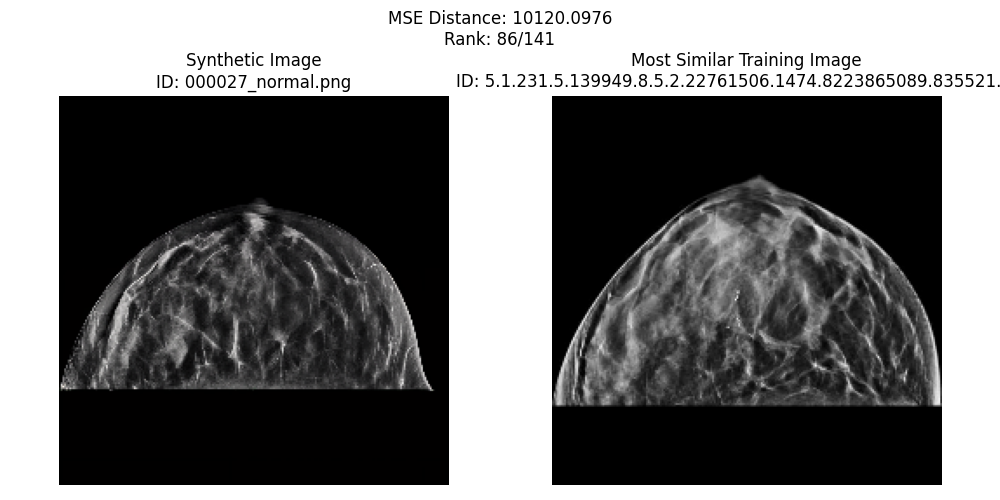 MSE Distance: 10120.0976
Rank: 86/141
Synthetic Image
ID: 000027_normal.png
Most Similar Training Image
ID: 5.1.231.5.139949.8.5.2.22761506.1474.8223865089.835521.